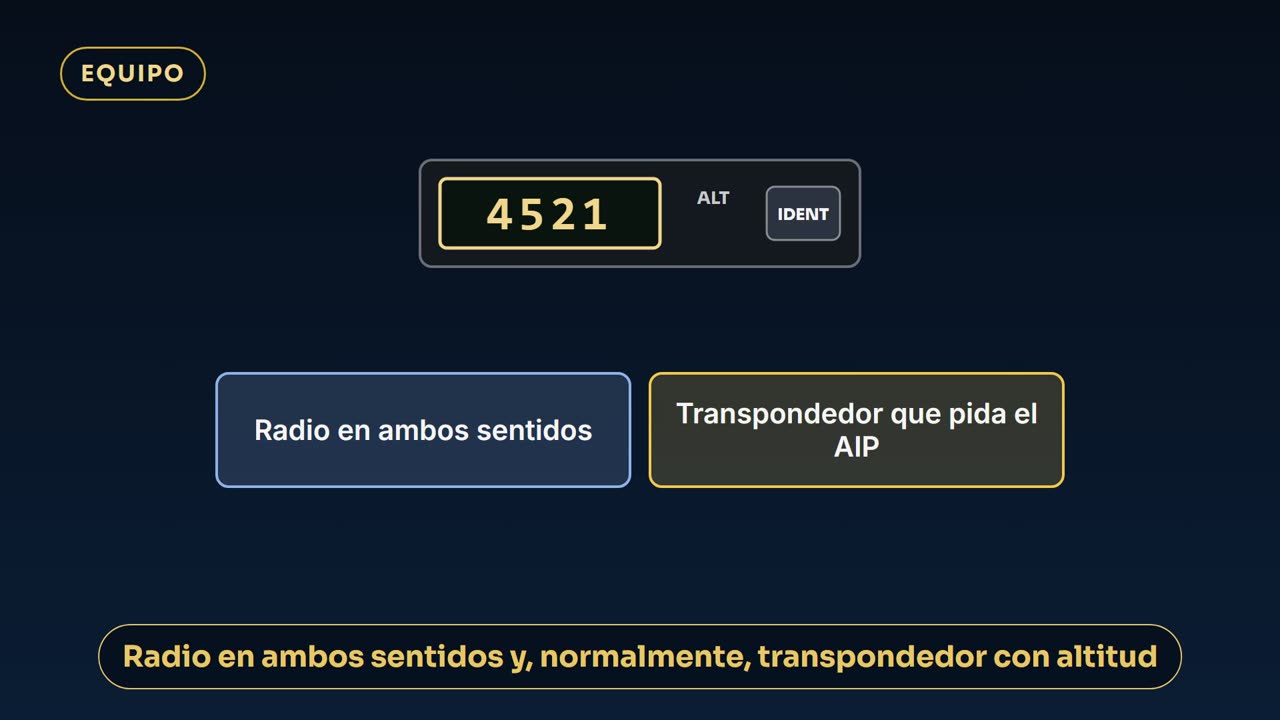 EQUIPO
4521
ALT
IDENT
Radio en ambos sentidos
Transpondedor que pida el
AIP
Radio en ambos sentidos y, normalmente, transpondedor con altitud